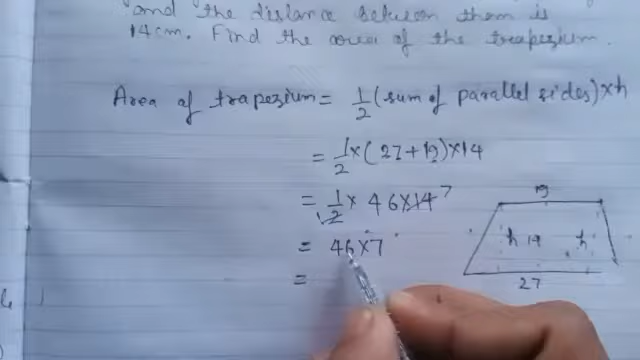 and the distance between them is
14cm. Find the area of the trapezium.
Area of trapezium = 1/2 (sum of parallel sides) × h
= 1/2 × (27+19) × 14
= 1/2 × 46 × 14 7
= 46 × 7
=
19
h 14 h
27